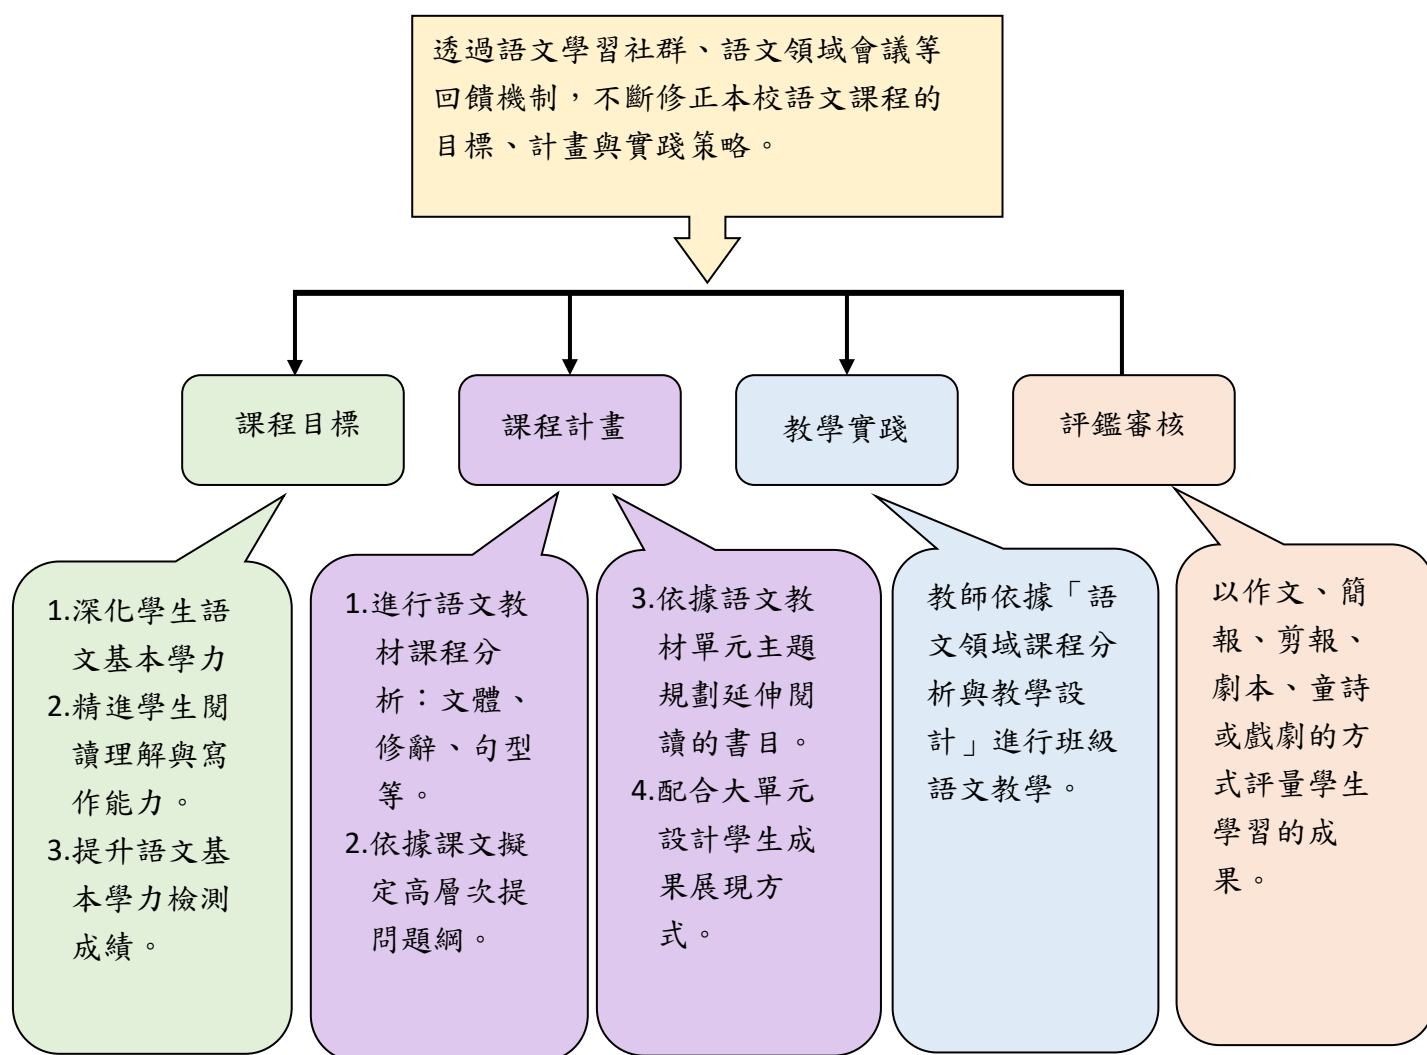 透過語文學習社群、語文領域會議等
回饋機制，不斷修正本校語文課程的
目標、計畫與實踐策略。
課程目標
課程計畫
教學實踐
評鑑審核
1.深化學生語
文基本學力
2.精進學生閱
讀理解與寫
作能力。
3.提升語文基
本學力檢測
成績。
1.進行語文教
材課程分
析：文體、
修辭、句型
等。
2.依據課文擬
定高層次提
問題綱。
3.依據語文教
材單元主題
規劃延伸閱
讀的書目。
4.配合大單元
設計學生成
果展現方
式。
教師依據「語
文領域課程分
析與教學設
計」進行班級
語文教學。
以作文、簡
報、剪報、
劇本、童詩
或戲劇的方
式評量學生
學習的成
果。